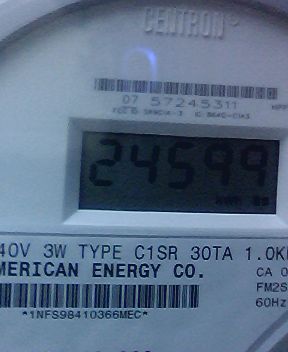 CENTRON®
07 57245311
24599
kWh
40V 3W TYPE C1SR 30TA 1.0K
MERICAN ENERGY CO.
CA 0
FM2S
60Hz
*1NFS98410366MEC*